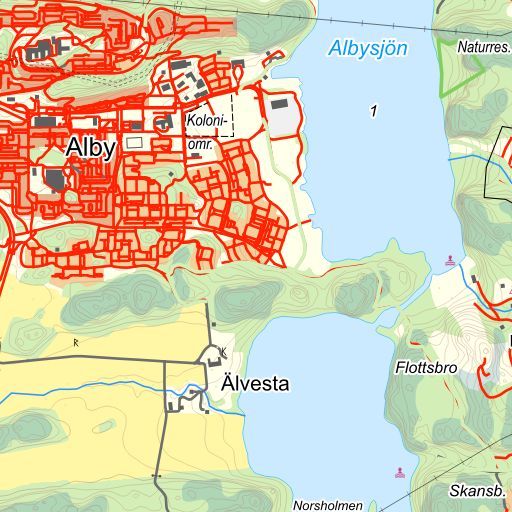 Albysjön
Naturres.
1
Koloni-
omr.
Alby
R
Flottsbro
Älvesta
Skansb.
Norsholmen